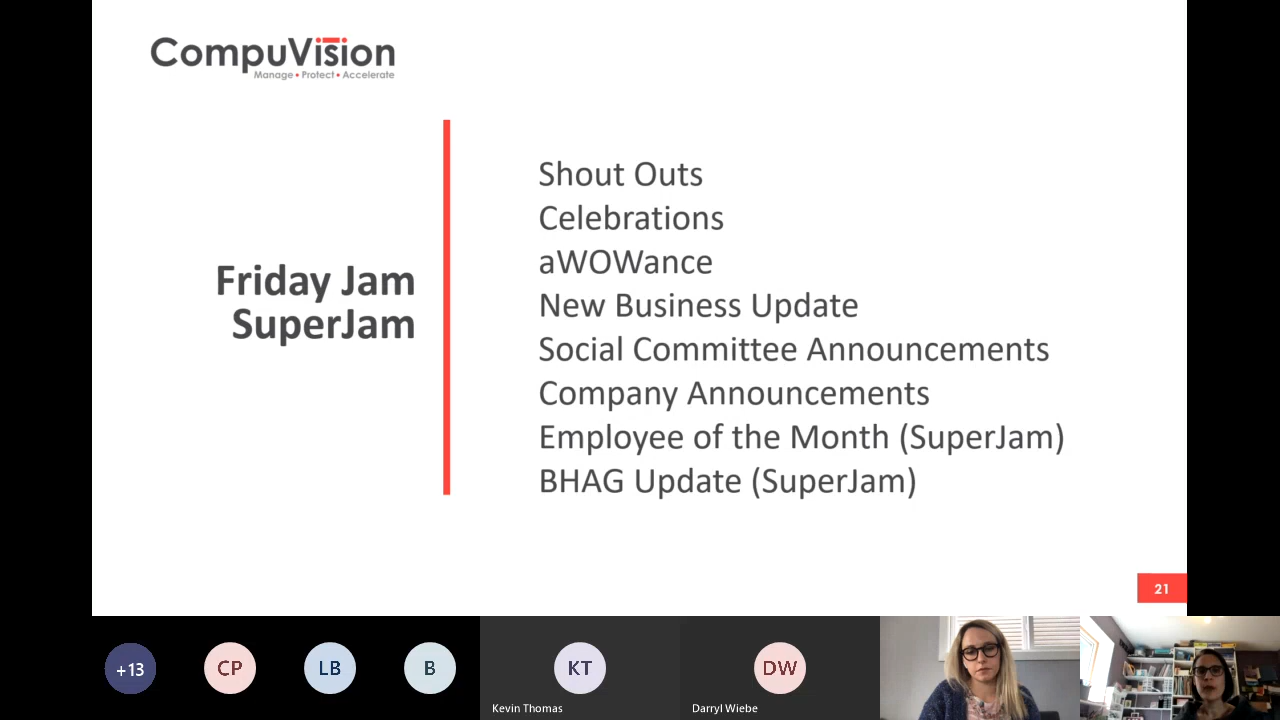 CompuVision
Manage • Protect • Accelerate
Friday Jam
SuperJam
Shout Outs
Celebrations
aWOWance
New Business Update
Social Committee Announcements
Company Announcements
Employee of the Month (SuperJam)
BHAG Update (SuperJam)
21
+13
CP
LB
B
KT
DW
Kevin Thomas
Darryl Wiebe